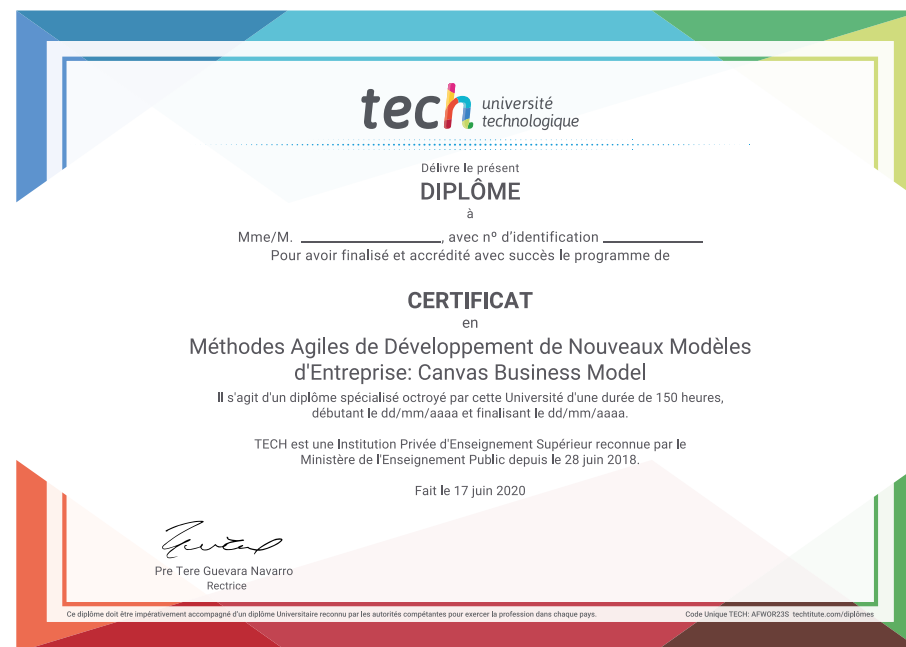 tech université
technologique
Délivre le présent
DIPLÔME
à
Mme/M. ____________________, avec nº d'identification ______________
Pour avoir finalisé et accrédité avec succès le programme de
CERTIFICAT
en
Méthodes Agiles de Développement de Nouveaux Modèles
d'Entreprise: Canvas Business Model
Il s'agit d'un diplôme spécialisé octroyé par cette Université d'une durée de 150 heures,
débutant le dd/mm/aaaa et finalisant le dd/mm/aaaa.
TECH est une Institution Privée d'Enseignement Supérieur reconnue par le
Ministère de l'Enseignement Public depuis le 28 juin 2018.
Fait le 17 juin 2020
Pre Tere Guevara Navarro
Rectrice
Ce diplôme doit être impérativement accompagné d'un diplôme Universitaire reconnu par les autorités compétantes pour exercer la profession dans chaque pays.
Code Unique TECH: AFWOR23S techtitute.com/diplômes